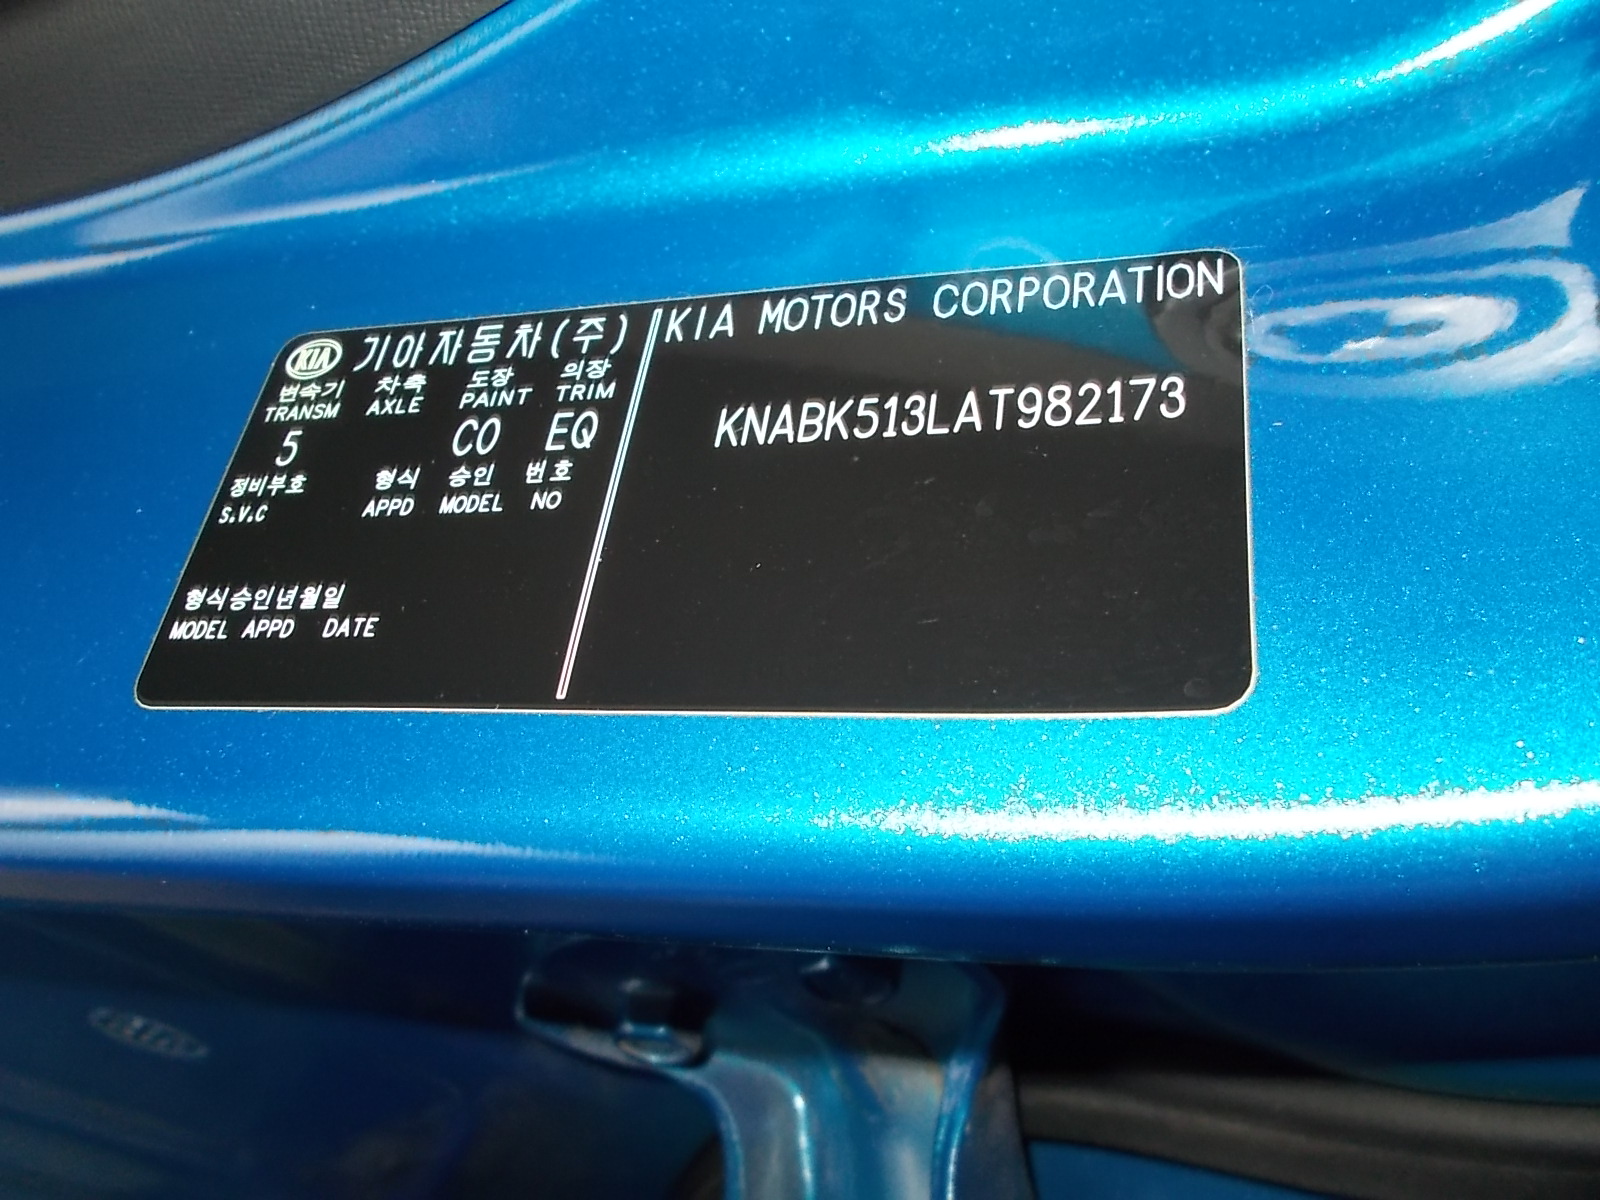 KIA 기아자동차(주)
변속기 차축 도장 의장
TRANSM AXLE PAINT TRIM
5 CO EQ
정비부호 형식 승인 번호
S.V.C APPD MODEL NO
형식승인년월일
MODEL APPD DATE
KIA MOTORS CORPORATION
KNABK513LAT982173